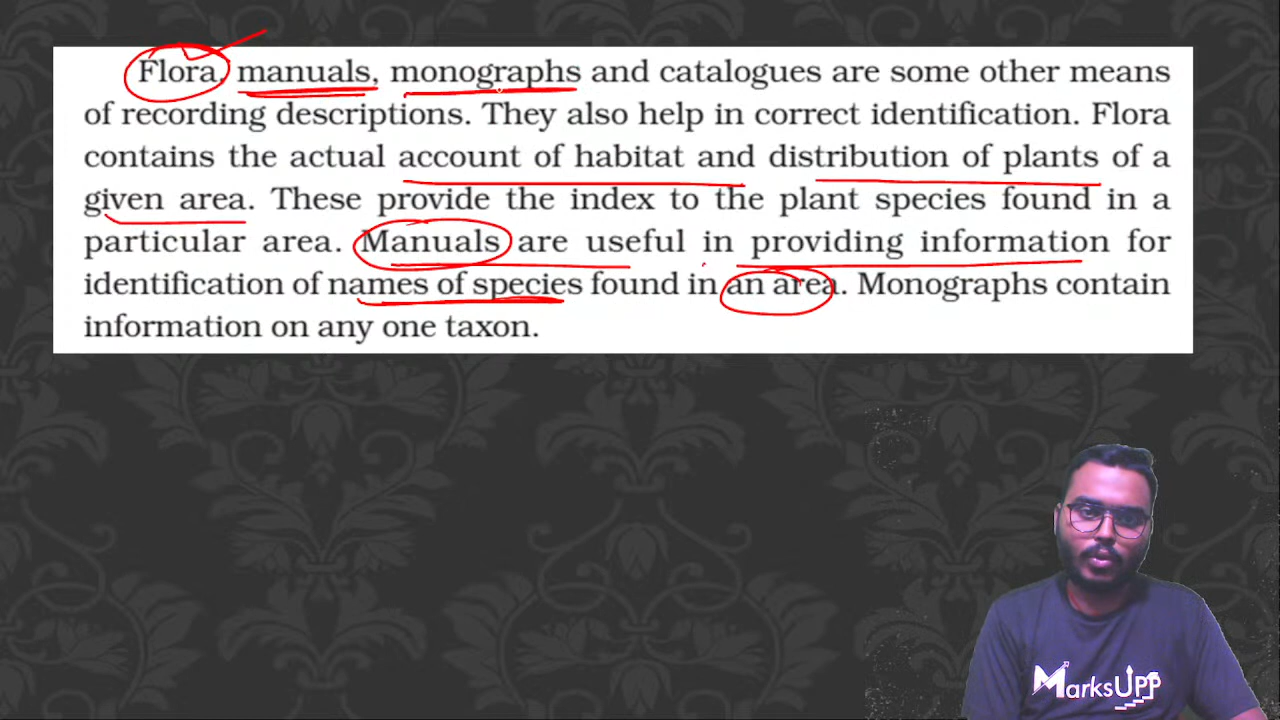 Flora, manuals, monographs and catalogues are some other means
of recording descriptions. They also help in correct identification. Flora
contains the actual account of habitat and distribution of plants of a
given area. These provide the index to the plant species found in a
particular area. Manuals are useful in providing information for
identification of names of species found in an area. Monographs contain
information on any one taxon.
MarksUPP